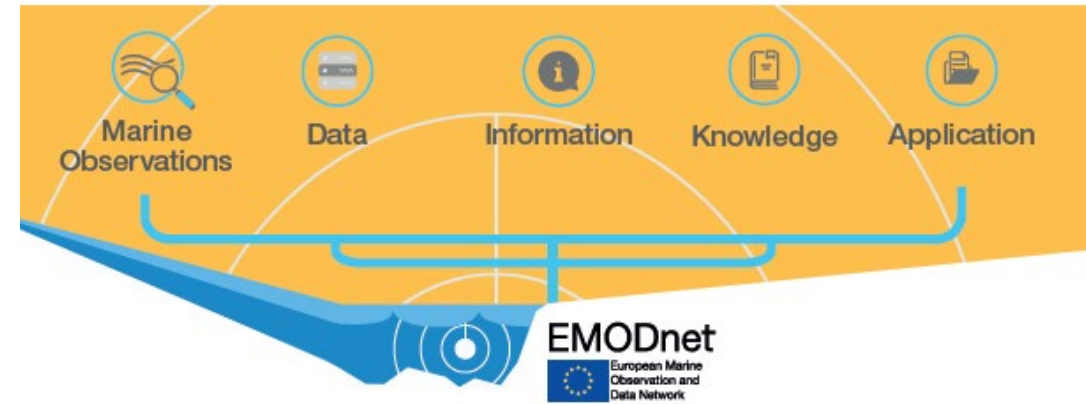 Marine
Observations
Data
Information
Knowledge
Application
EMODnet
European Marine
Observation and
Data Network